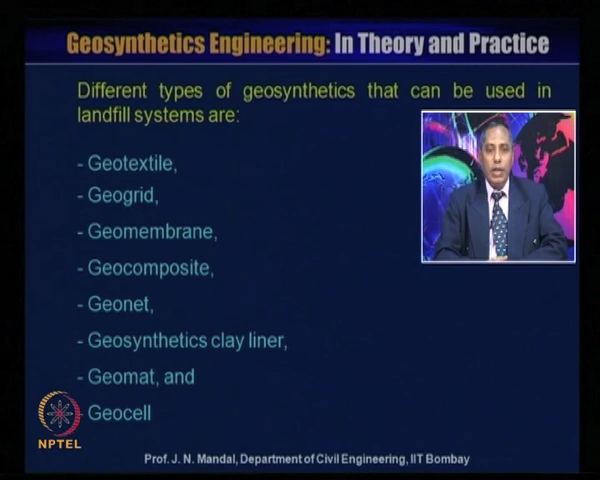 Geosynthetics Engineering: In Theory and Practice
Different types of geosynthetics that can be used in
landfill systems are:
- Geotextile,
- Geogrid,
- Geomembrane,
- Geocomposite,
- Geonet,
- Geosynthetics clay liner,
- Geomat, and
- Geocell
NPTEL
Prof. J. N. Mandal, Department of Civil Engineering, IIT Bombay